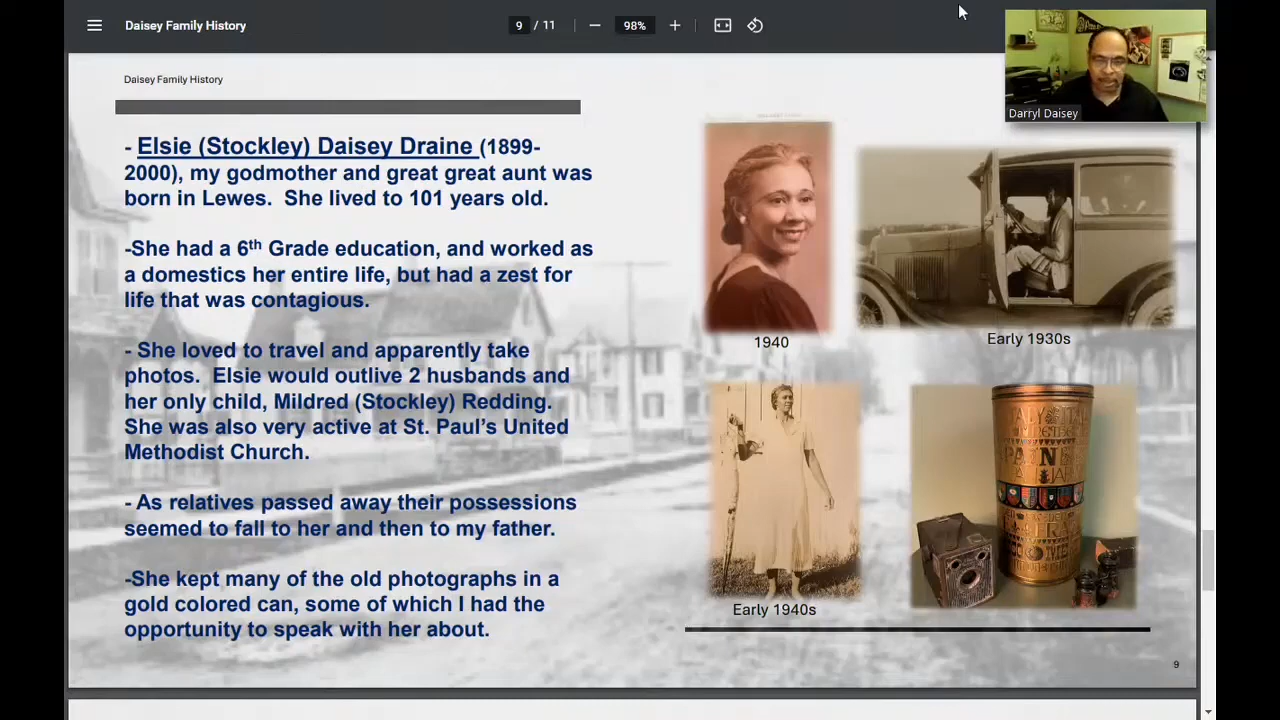 Daisey Family History
9 / 11
98%
Darryl Daisey
Daisey Family History
- Elsie (Stockley) Daisey Draine (1899-
2000), my godmother and great great aunt was
born in Lewes.  She lived to 101 years old.
-She had a 6th Grade education, and worked as
a domestics her entire life, but had a zest for
life that was contagious.
- She loved to travel and apparently take
photos.  Elsie would outlive 2 husbands and
her only child, Mildred (Stockley) Redding.
She was also very active at St. Paul's United
Methodist Church.
- As relatives passed away their possessions
seemed to fall to her and then to my father.
-She kept many of the old photographs in a
gold colored can, some of which I had the
opportunity to speak with her about.
1940
Early 1930s
Early 1940s
9